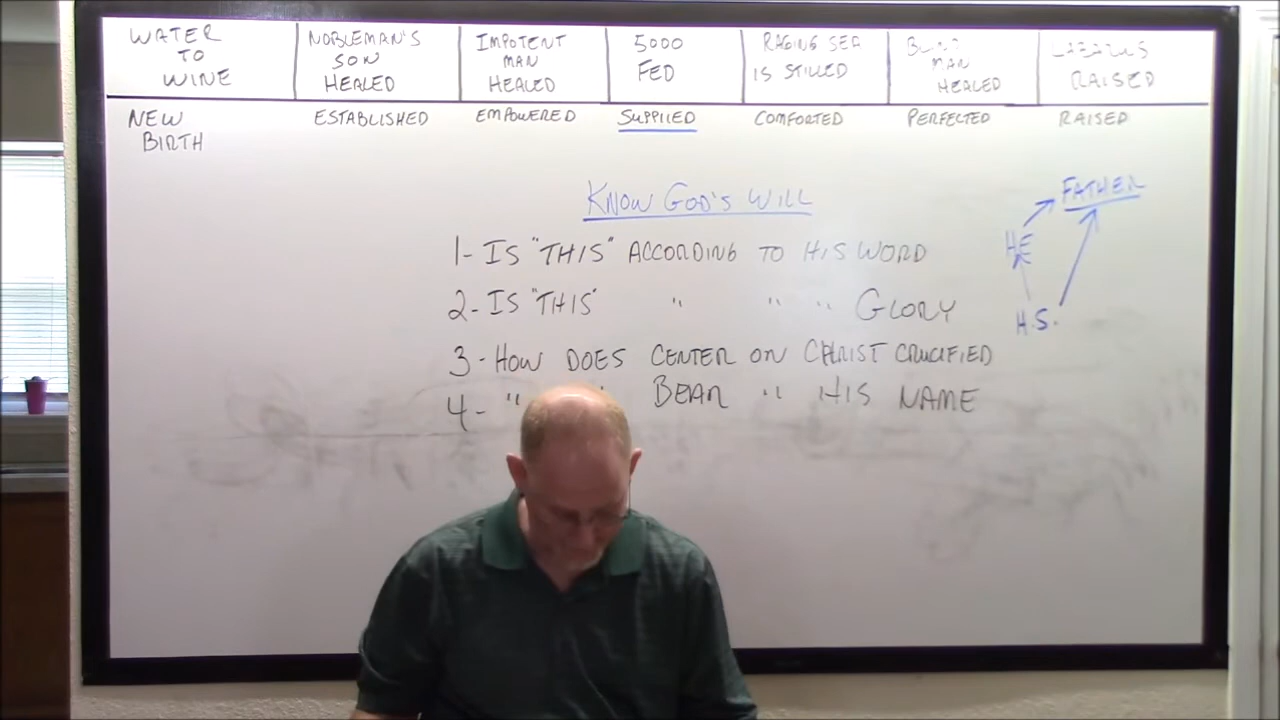 WATER
TO
WINE
NOBLEMAN'S
SON
HEALED
IMPOTENT
MAN
HEALED
5000
FED
RAGING SEA
IS STILLED
MAN
HEALED
LAZARUS
RAISED
NEW
BIRTH
ESTABLISHED
EMPOWERED
SUPPLIED
COMFORTED
PERFECTED
RAISED
KNOW GOD'S WILL
1- IS "THIS" ACCORDING TO HIS WORD
2- IS "THIS" " " " GLORY
3- HOW DOES CENTER ON CHRIST CRUCIFIED
4- " " BEAR " HIS NAME
FATHER
HE
H.S.